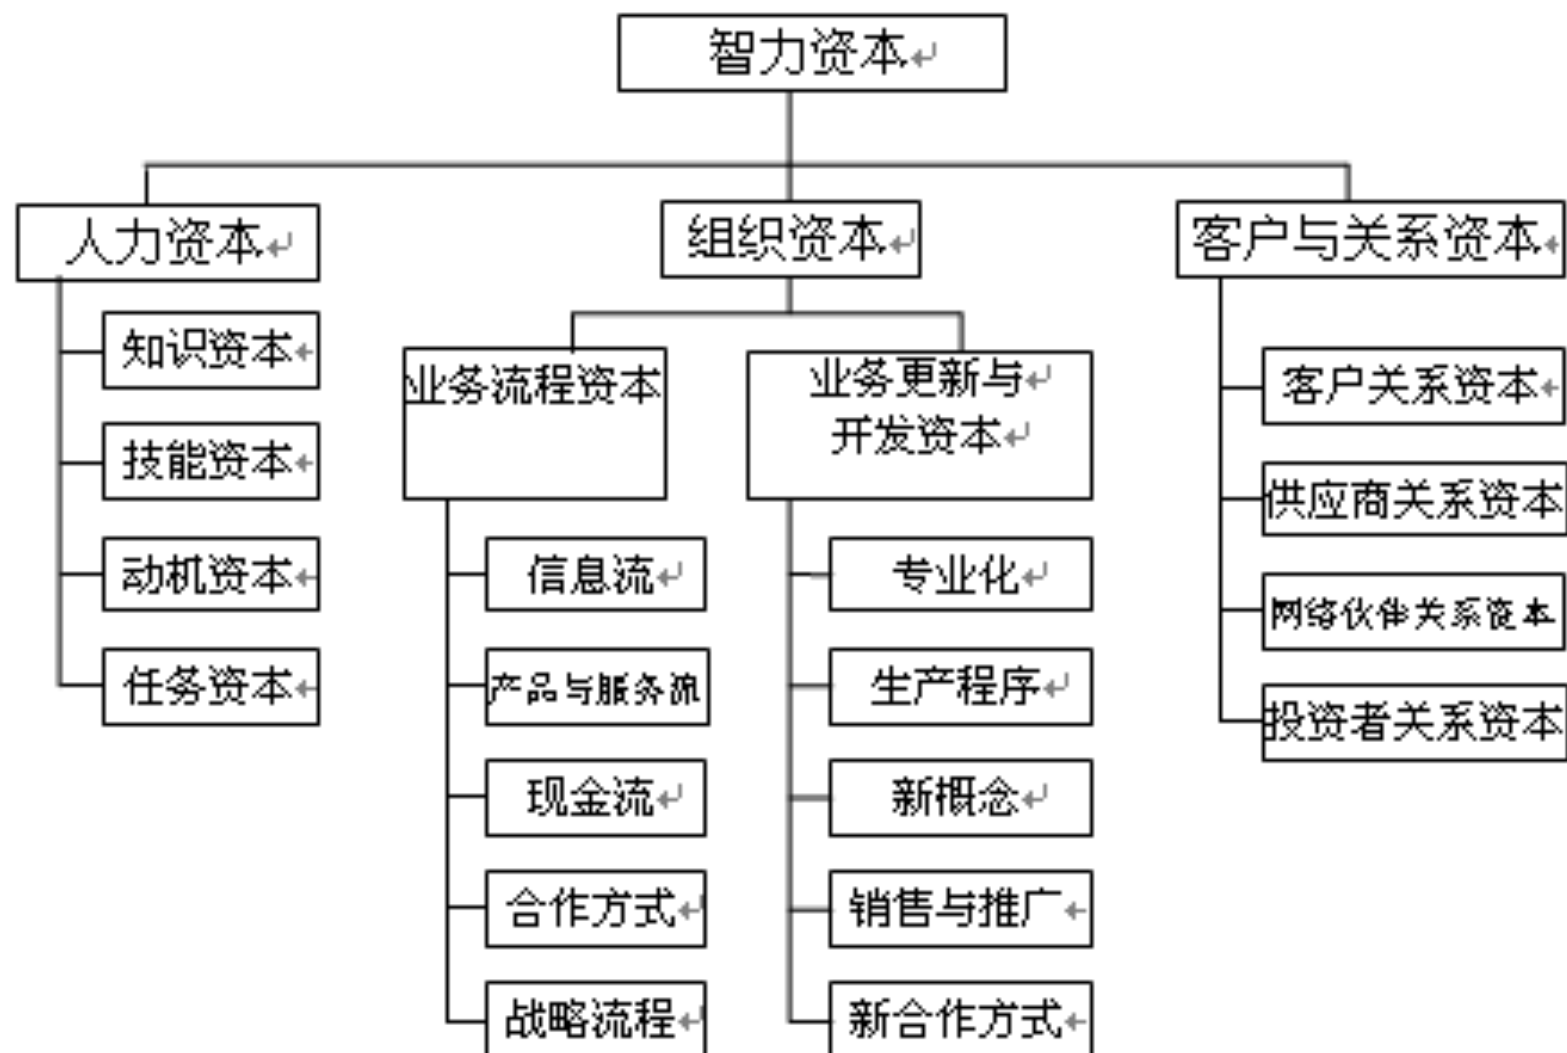 智力资本
人力资本
组织资本
客户与关系资本
知识资本
技能资本
动机资本
任务资本
业务流程资本
信息流
产品与服务流
现金流
合作方式
战略流程
业务更新与
开发资本
专业化
生产程序
新概念
销售与推广
新合作方式
客户关系资本
供应商关系资本
网络伙伴关系资本
投资者关系资本